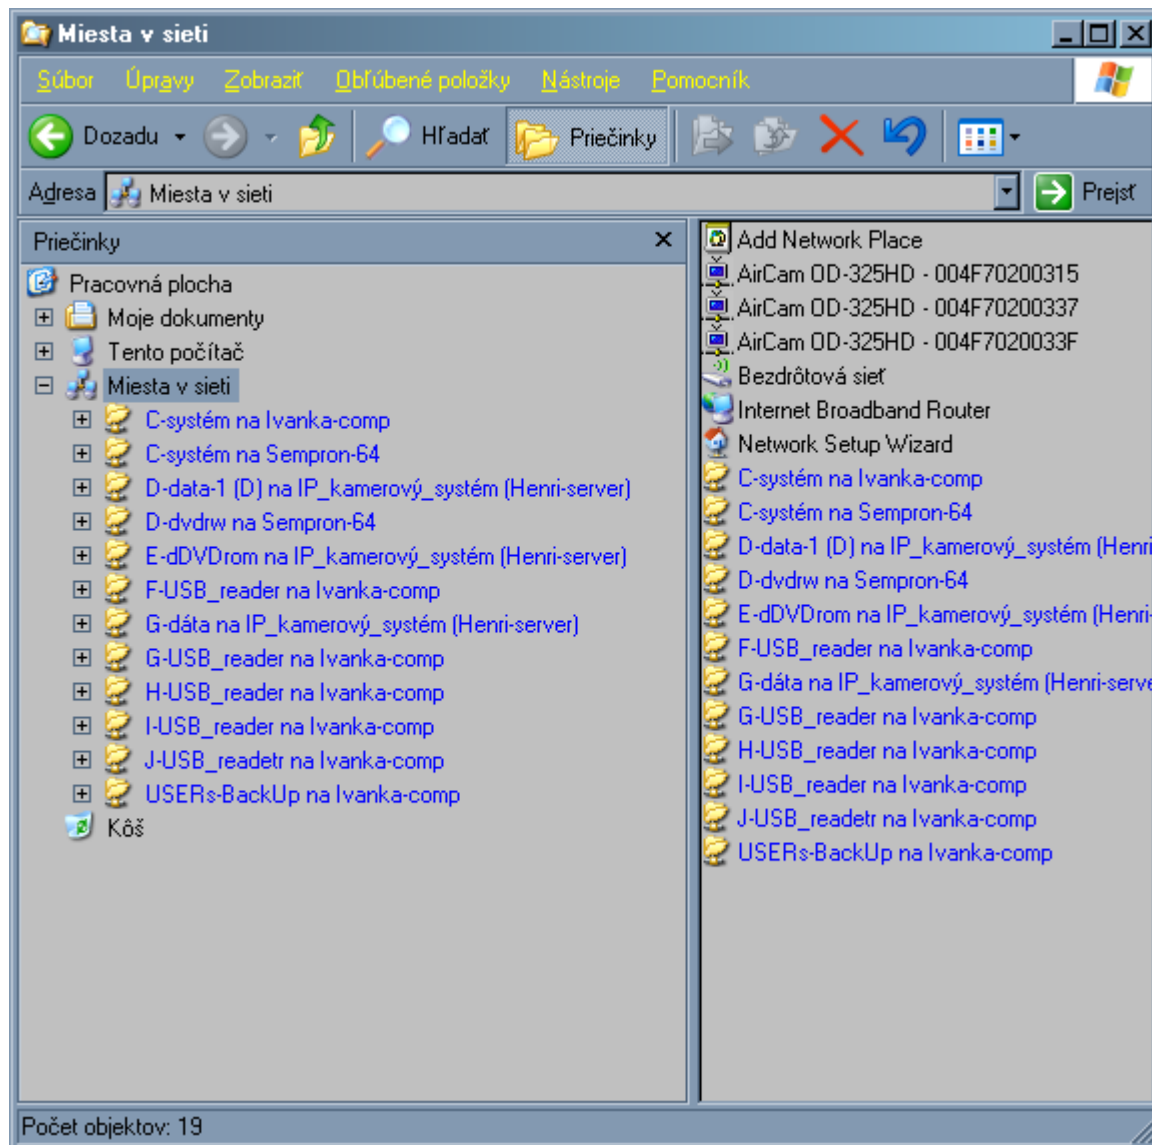 Miesta v sieti
Súbor Úpravy Zobraziť Obľúbené položky Nástroje Pomocník
Dozadu Hľadať Priečinky
Adresa Miesta v sieti Prejsť
Priečinky
Pracovná plocha
Moje dokumenty
Tento počítač
Miesta v sieti
C-systém na Ivanka-comp
C-systém na Sempron-64
D-data-1 (D) na IP_kamerový_systém (Henri-server)
D-dvdrw na Sempron-64
E-dDVDrom na IP_kamerový_systém (Henri-server)
F-USB_reader na Ivanka-comp
G-dáta na IP_kamerový_systém (Henri-server)
G-USB_reader na Ivanka-comp
H-USB_reader na Ivanka-comp
I-USB_reader na Ivanka-comp
J-USB_readetr na Ivanka-comp
USERs-BackUp na Ivanka-comp
Kôš
Add Network Place
AirCam OD-325HD - 004F70200315
AirCam OD-325HD - 004F70200337
AirCam OD-325HD - 004F7020033F
Bezdrôtová sieť
Internet Broadband Router
Network Setup Wizard
C-systém na Ivanka-comp
C-systém na Sempron-64
D-data-1 (D) na IP_kamerový_systém (Henri
D-dvdrw na Sempron-64
E-dDVDrom na IP_kamerový_systém (Henri-
F-USB_reader na Ivanka-comp
G-dáta na IP_kamerový_systém (Henri-serve
G-USB_reader na Ivanka-comp
H-USB_reader na Ivanka-comp
I-USB_reader na Ivanka-comp
J-USB_readetr na Ivanka-comp
USERs-BackUp na Ivanka-comp
Počet objektov: 19